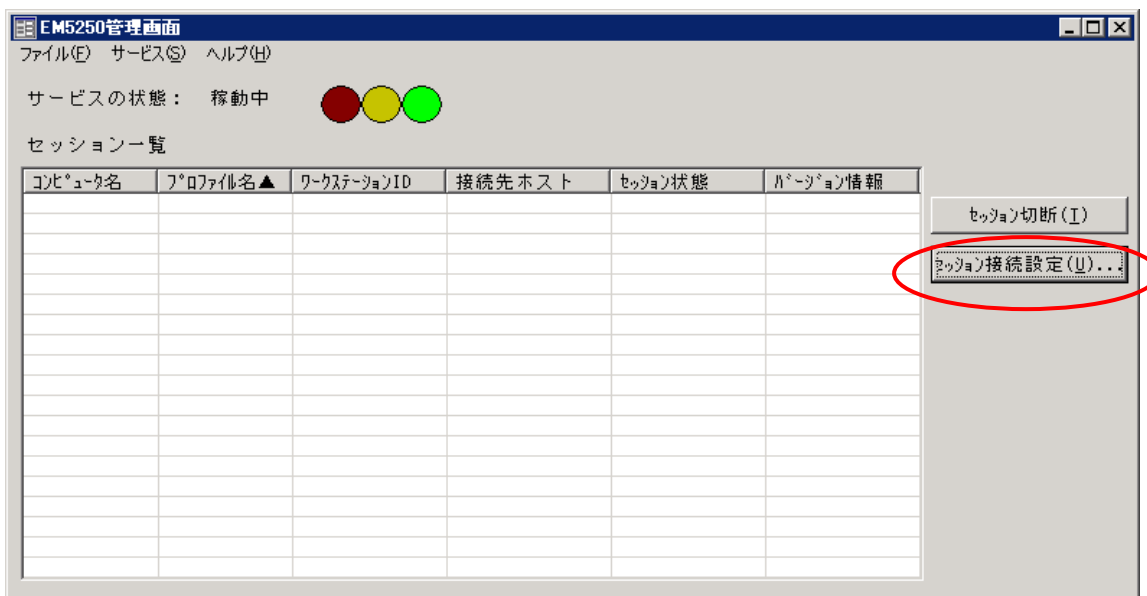 EM5250管理画面
ファイル(F) サービス(S) ヘルプ(H)
サービスの状態： 稼動中
セッション一覧
ｺﾝﾋﾟｭｰﾀ名 ﾌﾟﾛﾌｧｲﾙ名▲ ﾜｰｸｽﾃｰｼｮﾝID 接続先ホスト ｾｯｼｮﾝ状態 ﾊﾞｰｼﾞｮﾝ情報
ｾｯｼｮﾝ切断(T)
ｾｯｼｮﾝ接続設定(U)...